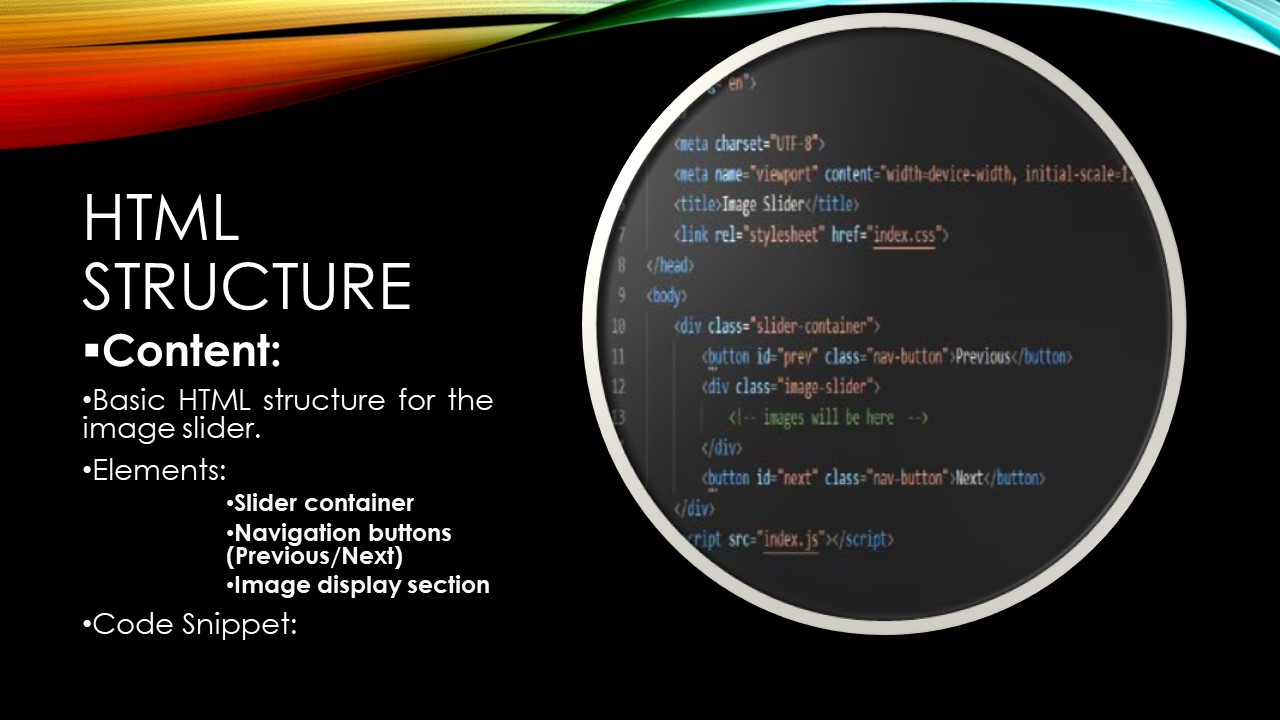 HTML
STRUCTURE
▪Content:
•Basic HTML structure for the
image slider.
•Elements:
•Slider container
•Navigation buttons
(Previous/Next)
•Image display section
•Code Snippet:
en">
<meta charset="UTF-8">
<meta name="viewport" content="width=device-width, initial-scale=1.
<title>Image Slider</title>
7 <link rel="stylesheet" href="index.css">
8 </head>
9 <body>
10 <div class="slider-container">
11 <button id="prev" class="nav-button">Previous</button>
12 <div class="image-slider">
13 <!-- images will be here -->
</div>
<button id="next" class="nav-button">Next</button>
</div>
ript src="index.js"></script>